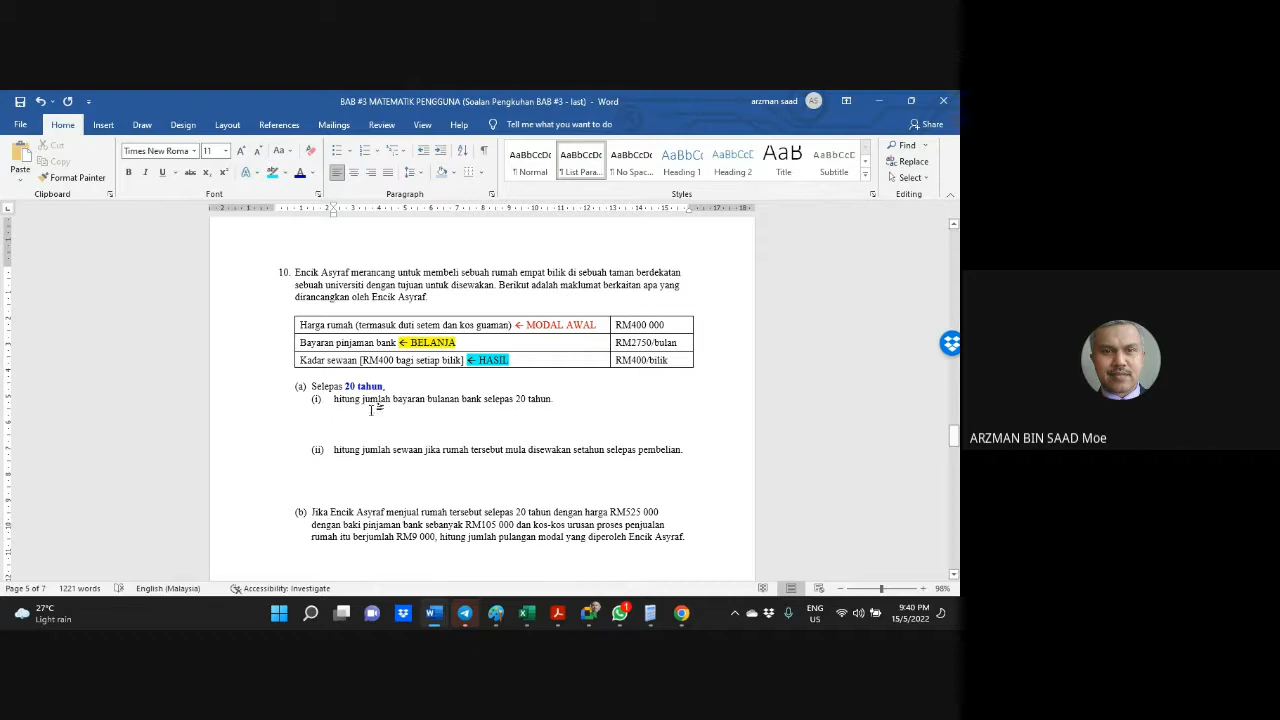 BAB #3 MATEMATIK PENGGUNA (Soalan Pengkuhan BAB #3 - last) - Word
arzman saad
AS
File Home Insert Draw Design Layout References Mailings Review View Help Tell me what you want to do Share
Cut
Copy
Format Painter
Paste
Clipboard
Times New Roma 11
Font
Paragraph
AaBbCcDc AaBbCcDc AaBbCcDc AaBbCc AaBbCcC AaB AaBbCcD
¶ Normal ¶ List Para... ¶ No Spac... Heading 1 Heading 2 Title Subtitle
Styles
Find
Replace
Select
Editing
10. Encik Asyraf merancang untuk membeli sebuah rumah empat bilik di sebuah taman berdekatan
sebuah universiti dengan tujuan untuk disewakan. Berikut adalah maklumat berkaitan apa yang
dirancangkan oleh Encik Asyraf.
Harga rumah (termasuk duti setem dan kos guaman) ← MODAL AWAL RM400 000
Bayaran pinjaman bank ← BELANJA RM2750/bulan
Kadar sewaan [RM400 bagi setiap bilik] ← HASIL RM400/bilik
(a) Selepas 20 tahun,
(i) hitung jumlah bayaran bulanan bank selepas 20 tahun.
(ii) hitung jumlah sewaan jika rumah tersebut mula disewakan setahun selepas pembelian.
(b) Jika Encik Asyraf menjual rumah tersebut selepas 20 tahun dengan harga RM525 000
dengan baki pinjaman bank sebanyak RM105 000 dan kos-kos urusan proses penjualan
rumah itu berjumlah RM9 000, hitung jumlah pulangan modal yang diperoleh Encik Asyraf.
ARZMAN BIN SAAD Moe
Page 5 of 7 1221 words English (Malaysia) Accessibility: Investigate 98%
27°C
Light rain
ENG
US
9:40 PM
15/5/2022